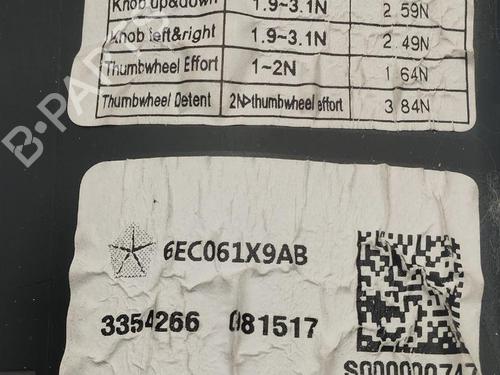 Knob up&down 1.9~3.1N 2.59N
Knob left&right 1.9~3.1N 2.49N
Thumbwheel Effort 1~2N 1.64N
Thumbwheel Detent 2N>thumbwheel effort 3.84N
6EC061X9AB
3354266 081517
S000000747